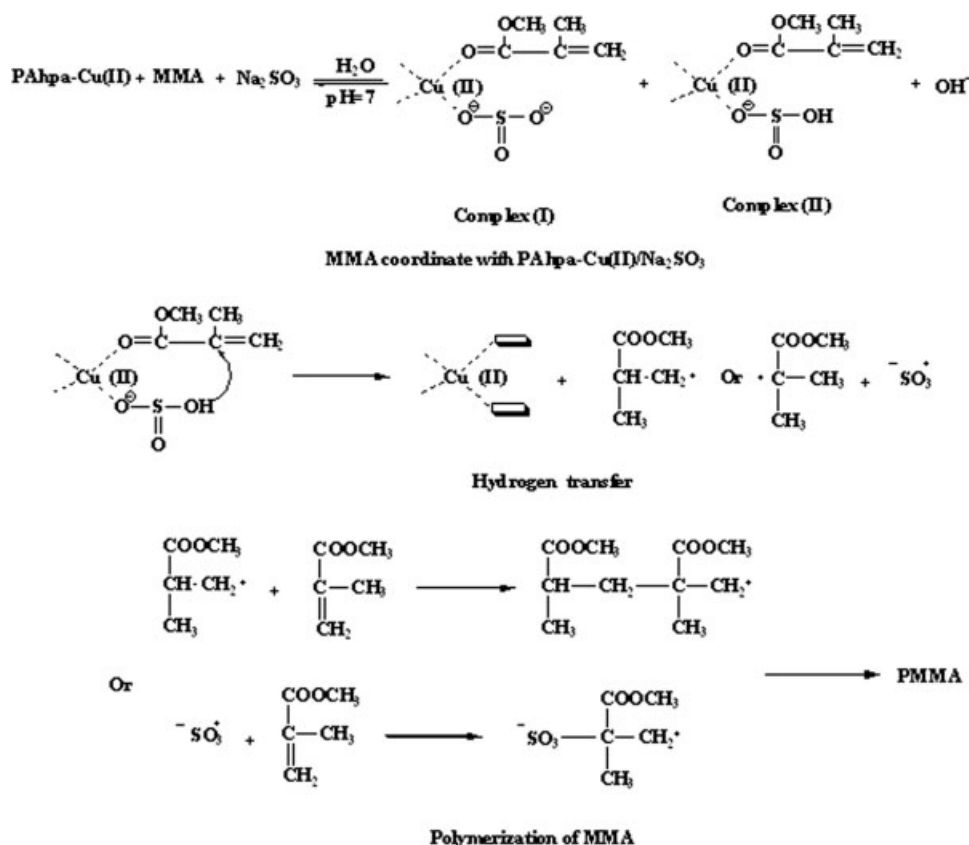 PAhpa-Cu(II) + MMA + Na₂SO₃ H₂O pH=7
OCH₃ CH₃
O=C—C=CH₂
Cu (II)
O⊖—S—O⊖
O
+
OCH₃ CH₃
O=C—C=CH₂
Cu (II)
O⊖—S—OH
O
+ OH⁻
Complex (I)
Complex (II)
MMA coordinate with PAhpa-Cu(II)/Na₂SO₃
OCH₃ CH₃
O=C—C=CH₂
Cu (II)
O⊖—S—OH
O
Cu (II)
+
COOCH₃
CH-CH₂•
CH₃
Or
COOCH₃
• C—CH₃
CH₃
+ ⁻SO₃•
Hydrogen transfer
COOCH₃
CH-CH₂•
CH₃
+
COOCH₃
C—CH₃
CH₂
COOCH₃ COOCH₃
CH—CH₂—C—CH₂•
CH₃ CH₃
Or
PMMA
⁻SO₃• +
COOCH₃
C—CH₃
CH₂
COOCH₃
⁻SO₃—C—CH₂•
CH₃
Polymerization of MMA